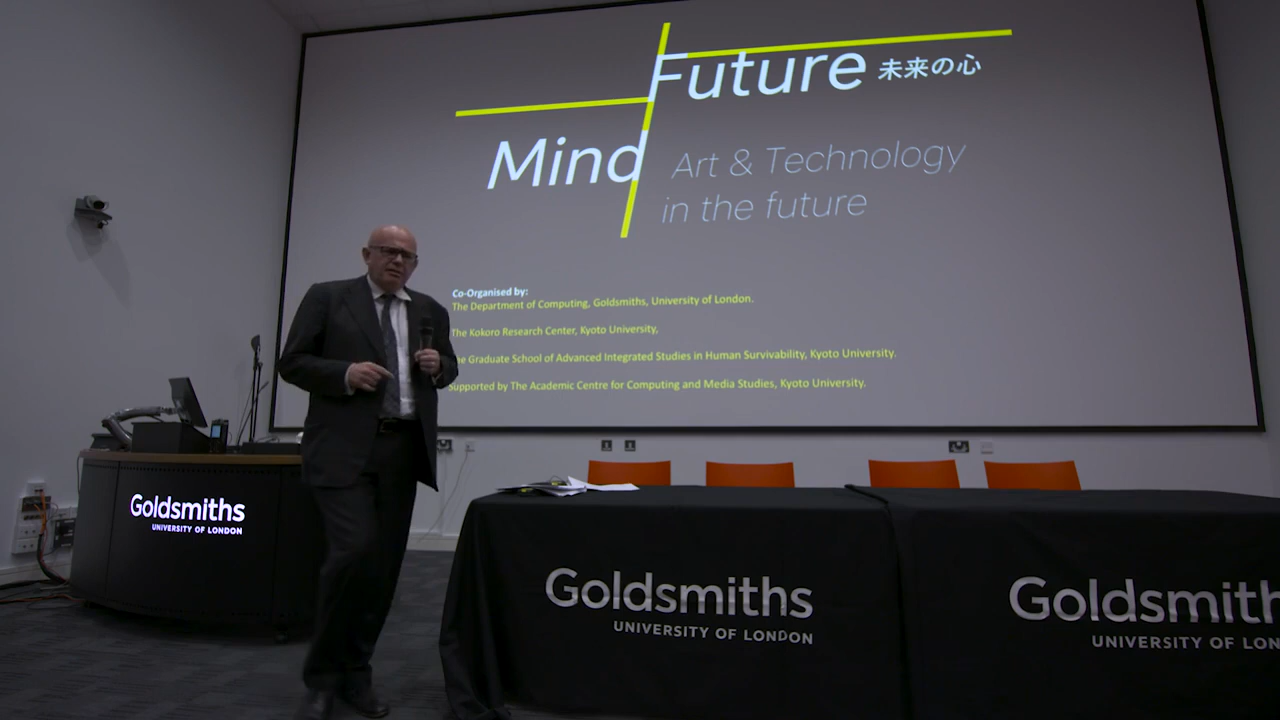 Future 未来の心
Mind
Art & Technology
in the future
Co-Organised by:
The Department of Computing, Goldsmiths, University of London.
The Kokoro Research Center, Kyoto University,
he Graduate School of Advanced Integrated Studies in Human Survivability, Kyoto University.
Supported by The Academic Centre for Computing and Media Studies, Kyoto University.
Goldsmiths
UNIVERSITY OF LONDON
Goldsmiths
UNIVERSITY OF LONDON
Goldsmith
UNIVERSITY OF LON